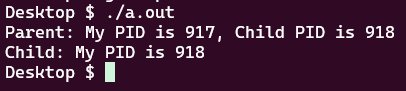 Desktop $ ./a.out
Parent: My PID is 917, Child PID is 918
Child: My PID is 918
Desktop $